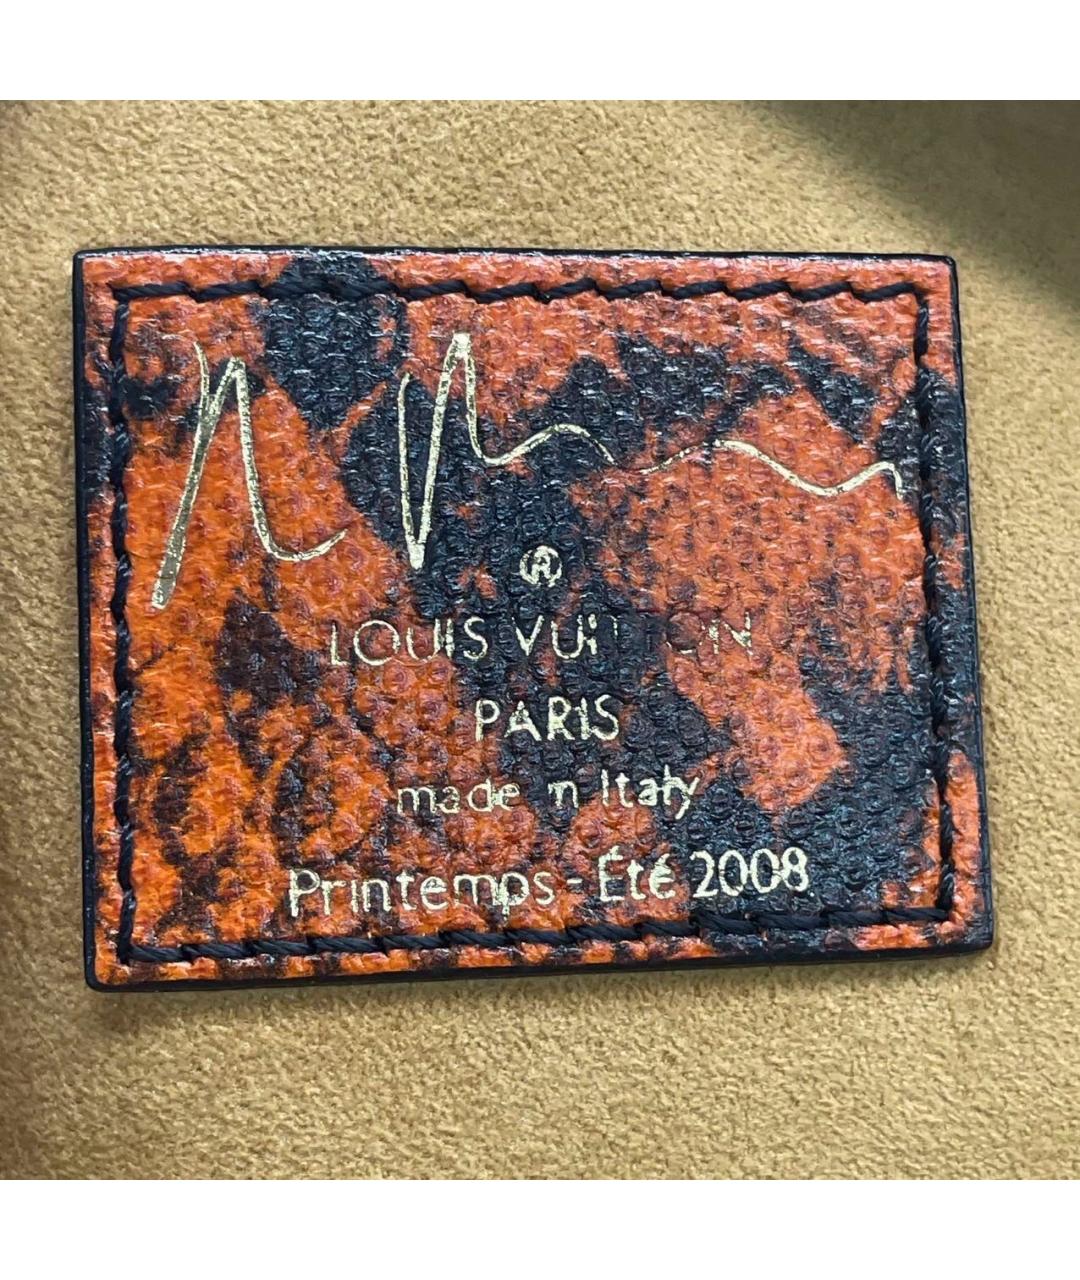 ®
LOUIS VUITTON
PARIS
made in Italy
Printemps - Été 2008